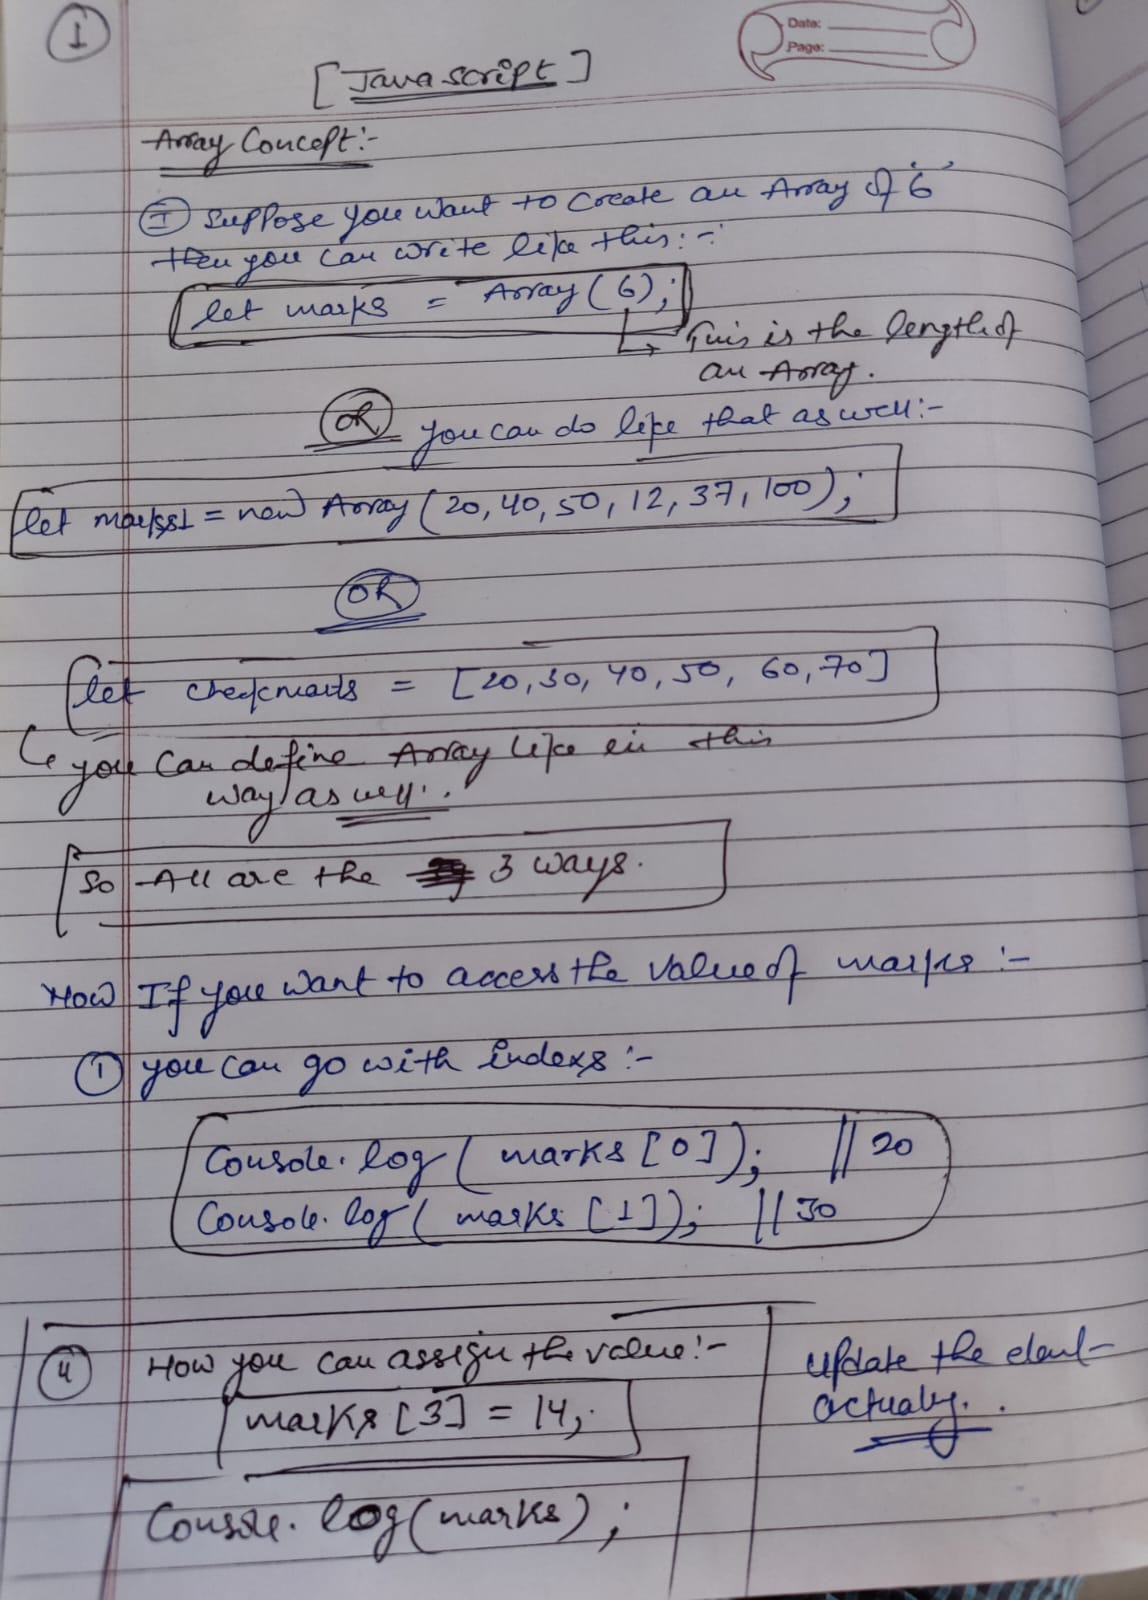 1
Date:
Page:
[Javascript]
Array Concept:-
I Suppose you want to create an Array of '6'
then you can write like this:-
let marks = Array(6);
↳ This is the length of
an Array.
OR you can do like that as well:-
let marks1 = new Array(20,40,50,12,37,100);
OR
let checkmarks = [20,30,40,50, 60,70]
↳ you can define Array like in this
way as well..
So All are the 3 ways.
How If you want to access the value of marks :-
1 you can go with indexs :-
Console.log( marks[0]); // 20
Console.log( marks [1]); // 30
4 How you can assign the value:-
marks [3] = 14;
update the
actualy..
Console.log(marks);